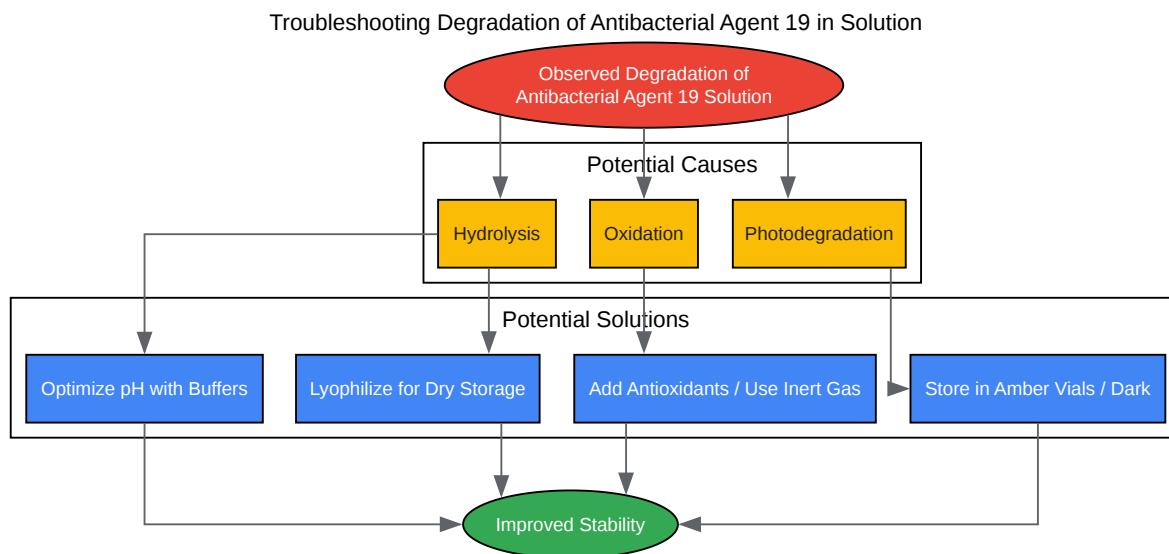 Troubleshooting Degradation of Antibacterial Agent 19 in Solution
Observed Degradation of
Antibacterial Agent 19 Solution
Potential Causes
Hydrolysis
Oxidation
Photodegradation
Potential Solutions
Optimize pH with Buffers
Lyophilize for Dry Storage
Add Antioxidants / Use Inert Gas
Store in Amber Vials / Dark
Improved Stability